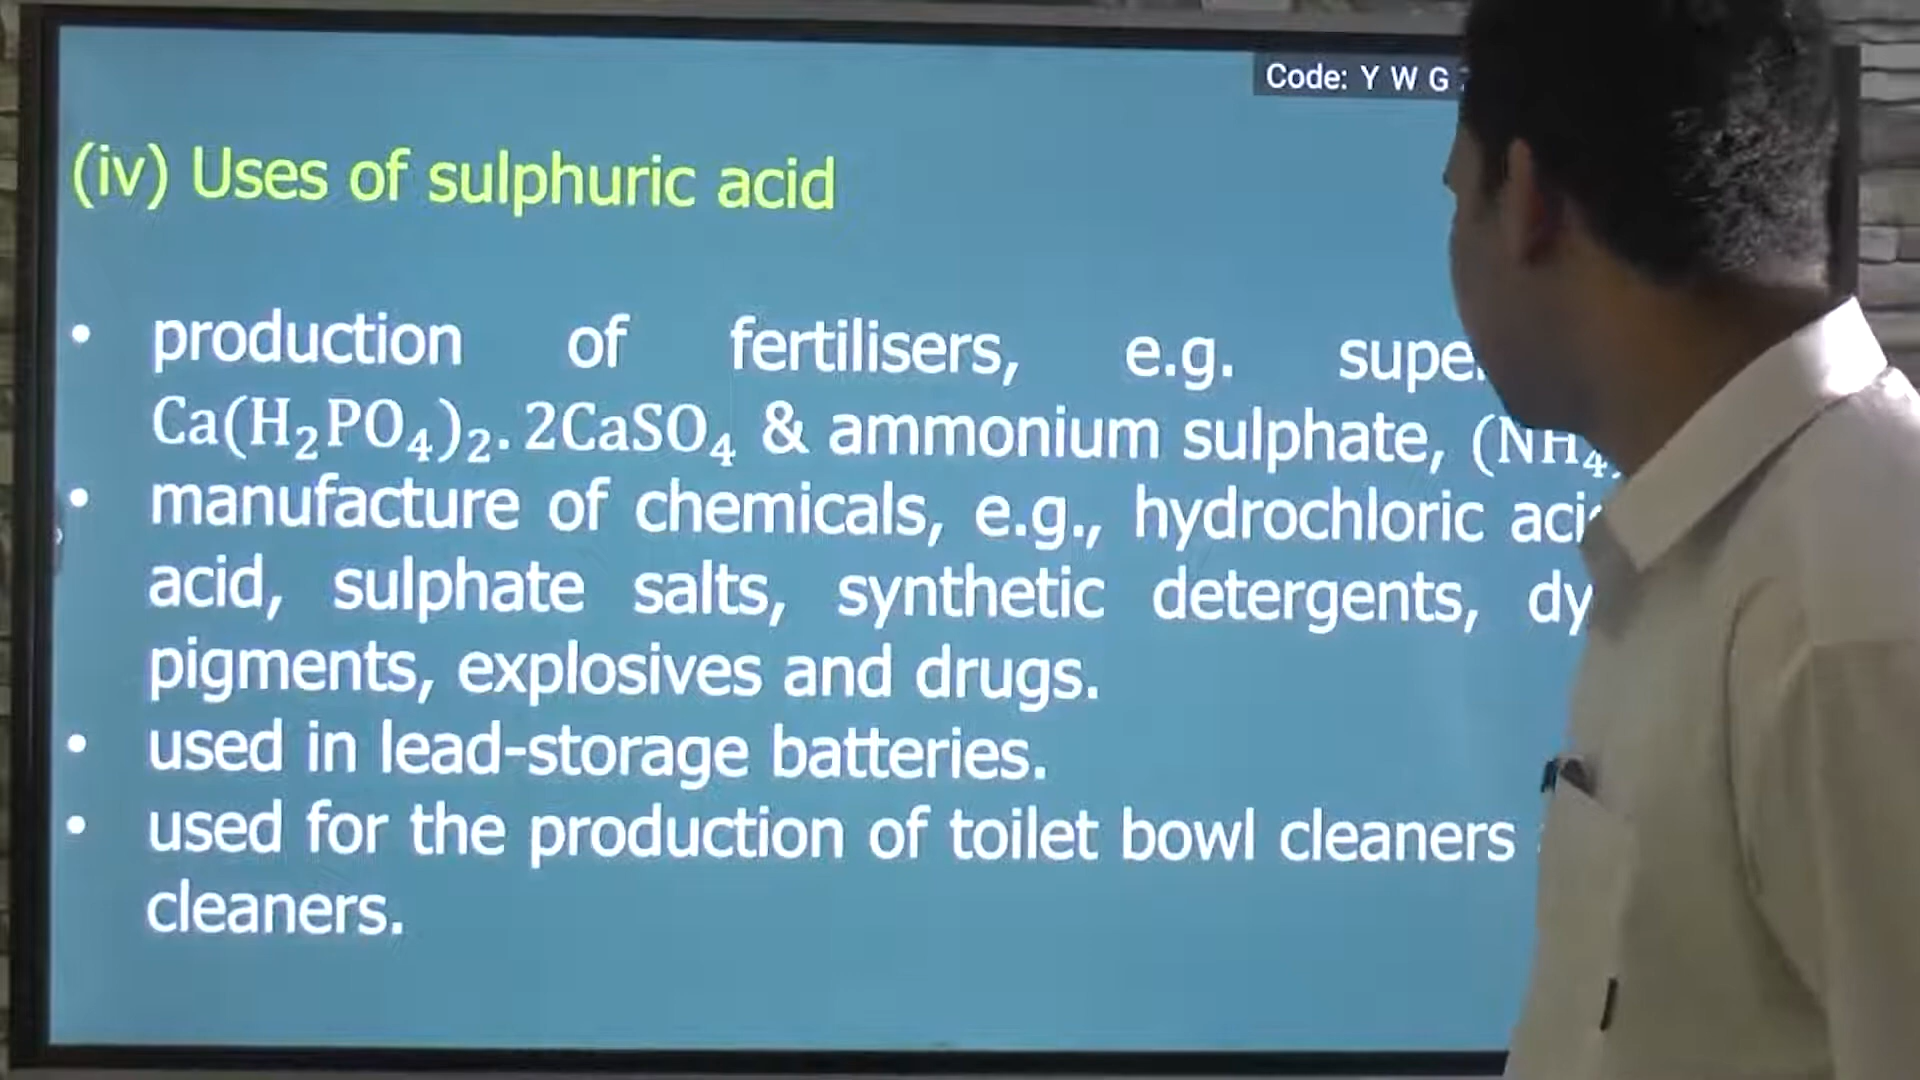 Code: Y W G
(iv) Uses of sulphuric acid
• production of fertilisers, e.g.
Ca(H₂PO₄)₂. 2CaSO₄ & ammonium sulphate, (NH₄
• manufacture of chemicals, e.g., hydrochloric
acid, sulphate salts, synthetic detergents,
pigments, explosives and drugs.
• used in lead-storage batteries.
• used for the production of toilet bowl cleaners
cleaners.